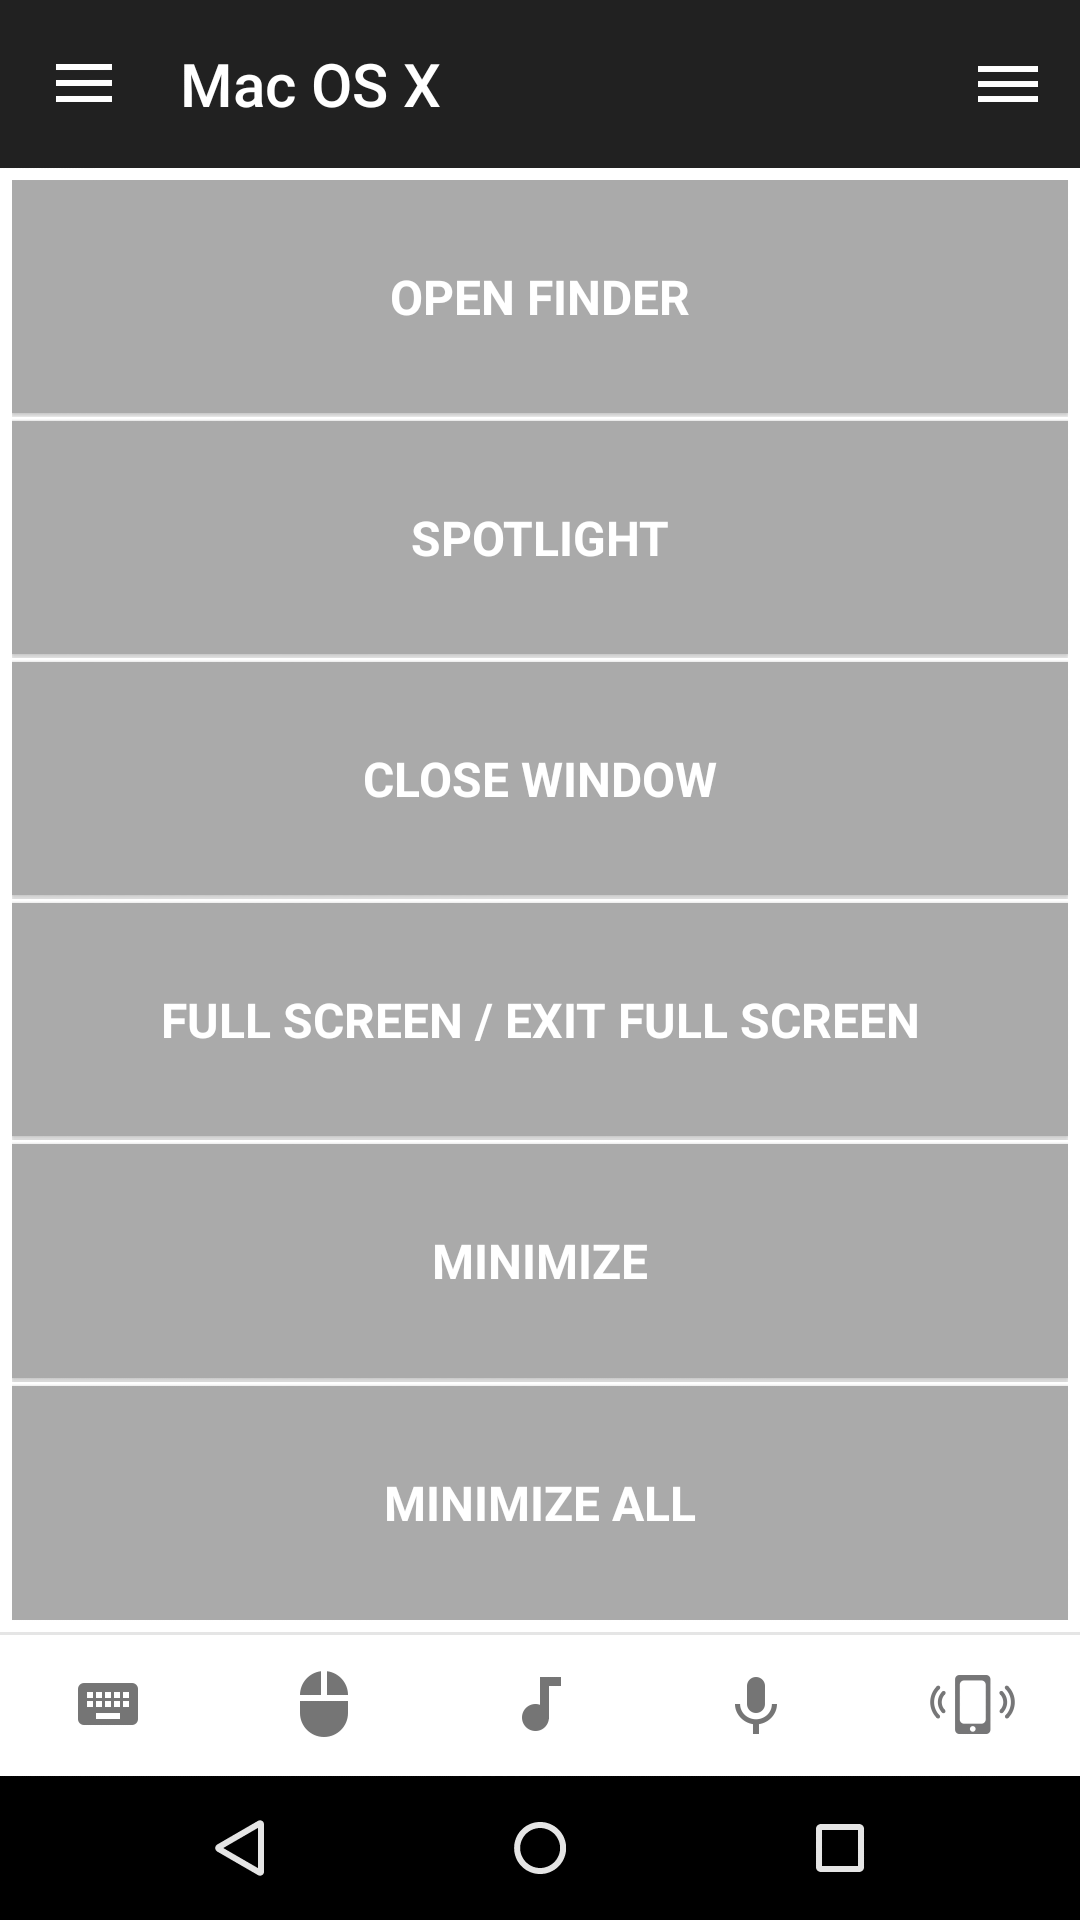 Mac OS X
OPEN FINDER
SPOTLIGHT
CLOSE WINDOW
FULL SCREEN / EXIT FULL SCREEN
MINIMIZE
MINIMIZE ALL